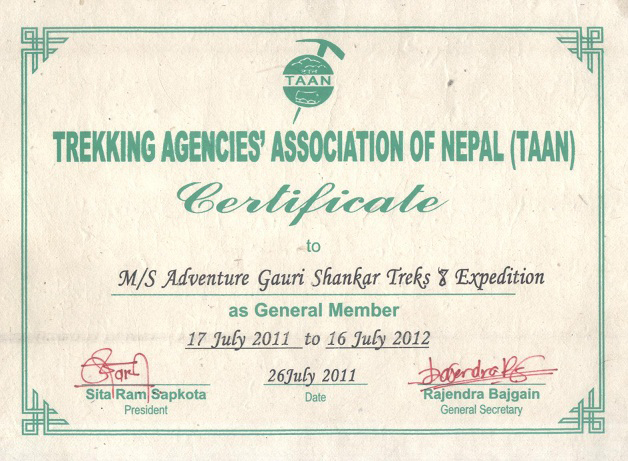 TAAN
TREKKING AGENCIES' ASSOCIATION OF NEPAL (TAAN)
Certificate
to
M/S Adventure Gauri Shankar Treks & Expedition
as General Member
17 July 2011 to 16 July 2012
26July 2011
Sita Ram Sapkota
President
Date
Rajendra Bajgain
General Secretary